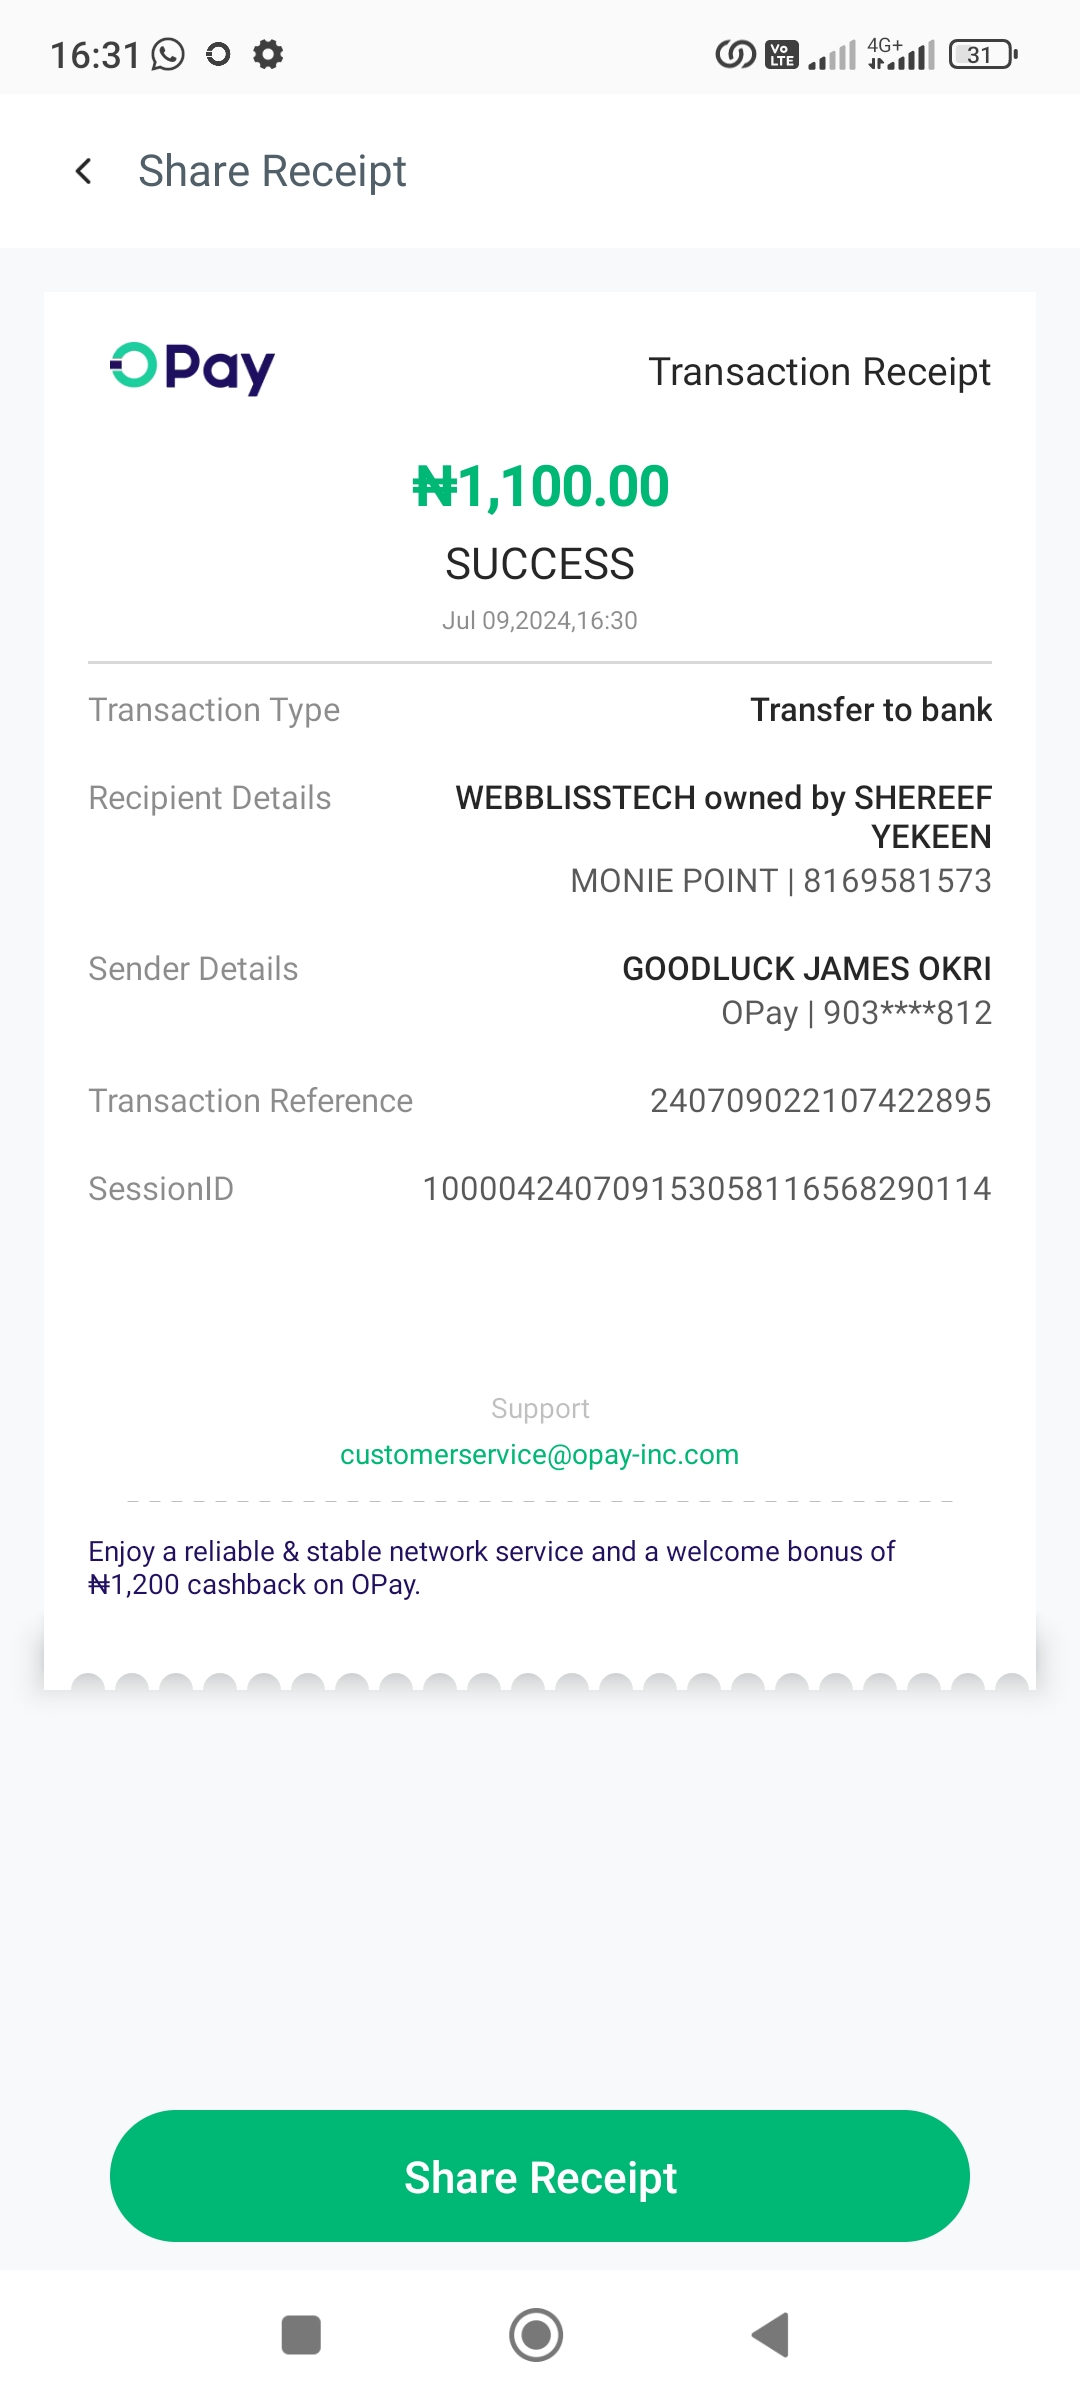 16:31 Vo LTE 4G+ 31
Share Receipt
OPay Transaction Receipt
₦1,100.00
SUCCESS
Jul 09,2024,16:30
Transaction Type Transfer to bank
Recipient Details WEBBLISSTECH owned by SHEREEF
YEKEEN
MONIE POINT | 8169581573
Sender Details GOODLUCK JAMES OKRI
OPay | 903****812
Transaction Reference 240709022107422895
SessionID 100004240709153058116568290114
Support
customerservice@opay-inc.com
Enjoy a reliable & stable network service and a welcome bonus of
₦1,200 cashback on OPay.
Share Receipt